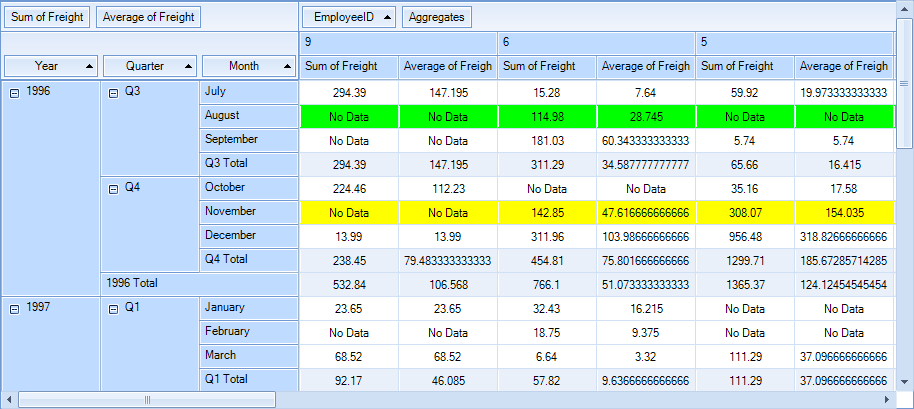 Sum of Freight Average of Freight EmployeeID Aggregates
9 6 5
Year Quarter Month Sum of Freight Average of Freigh Sum of Freight Average of Freigh Sum of Freight Average of Freigh
1996 Q3 July 294.39 147.195 15.28 7.64 59.92 19.973333333333
August No Data No Data 114.98 28.745 No Data No Data
September No Data No Data 181.03 60.343333333333 5.74 5.74
Q3 Total 294.39 147.195 311.29 34.587777777777 65.66 16.415
Q4 October 224.46 112.23 No Data No Data 35.16 17.58
November No Data No Data 142.85 47.616666666666 308.07 154.035
December 13.99 13.99 311.96 103.98666666666 956.48 318.82666666666
Q4 Total 238.45 79.483333333333 454.81 75.801666666666 1299.71 185.67285714285
1996 Total 532.84 106.568 766.1 51.073333333333 1365.37 124.12454545454
1997 Q1 January 23.65 23.65 32.43 16.215 No Data No Data
February No Data No Data 18.75 9.375 No Data No Data
March 68.52 68.52 6.64 3.32 111.29 37.096666666666
Q1 Total 92.17 46.085 57.82 9.6366666666666 111.29 37.096666666666